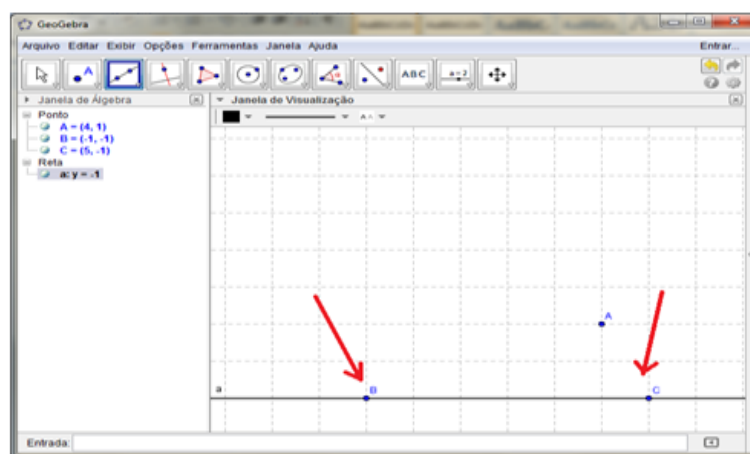 GeoGebra
Arquivo Editar Exibir Opções Ferramentas Janela Ajuda
Entrar...
A
ABC
a=2
Janela de Álgebra
Janela de Visualização
Ponto
A = (4, 1)
B = (-1, -1)
C = (5, -1)
Reta
a: y = -1
A
a
B
C
Entrada: